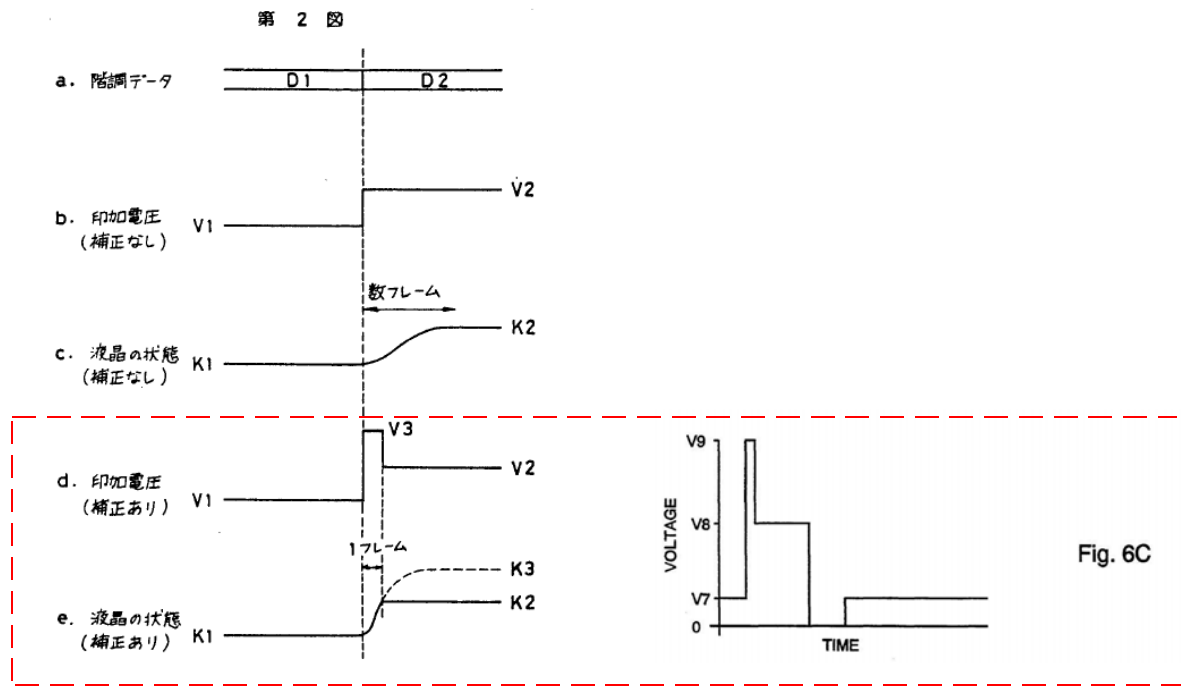 第 2 図
a. 階調データ
D1
D2
b. 印加電圧
(補正なし)
V1
V2
数フレーム
c. 液晶の状態
(補正なし)
K1
K2
d. 印加電圧
(補正あり)
V1
V3
V2
1フレーム
e. 液晶の状態
(補正あり)
K1
K3
K2
V9
V8
V7
0
VOLTAGE
TIME
Fig. 6C